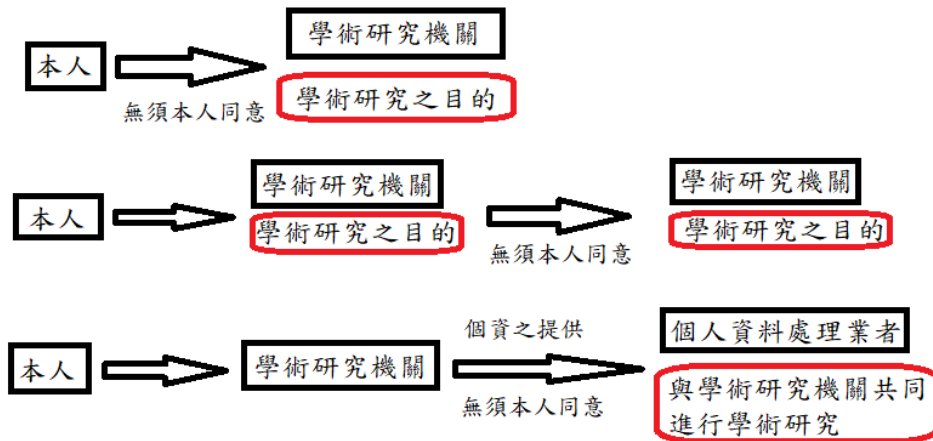 學術研究機關
本人
無須本人同意
學術研究之目的
學術研究機關
學術研究機關
本人
學術研究之目的
學術研究之目的
無須本人同意
個資之提供
個人資料處理業者
本人
學術研究機關
無須本人同意
與學術研究機關共同
進行學術研究